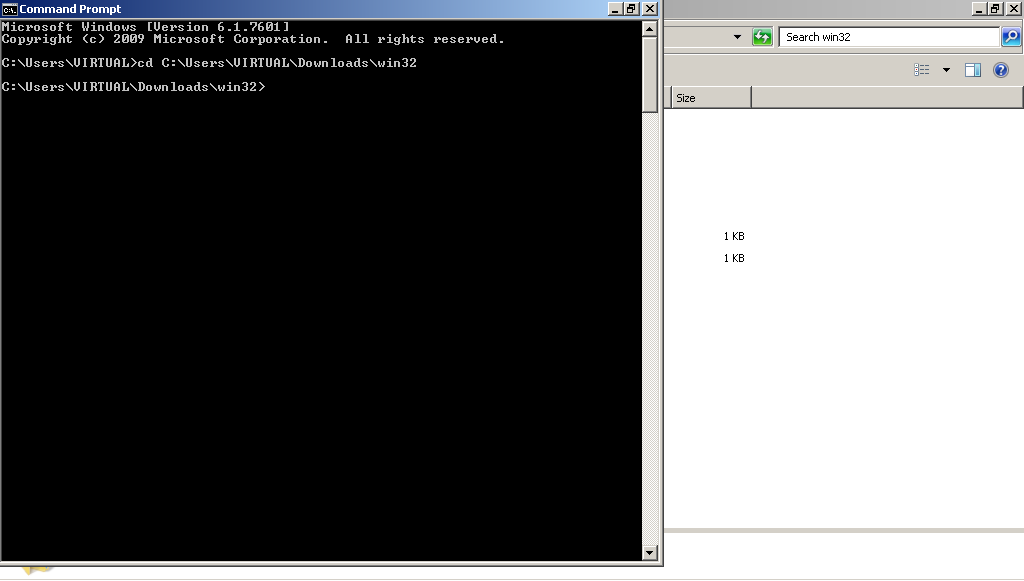 Command Prompt
Microsoft Windows [Version 6.1.7601]
Copyright (c) 2009 Microsoft Corporation.  All rights reserved.
C:\Users\VIRTUAL>cd C:\Users\VIRTUAL\Downloads\win32
C:\Users\VIRTUAL\Downloads\win32>
Search win32
Size
1 KB
1 KB